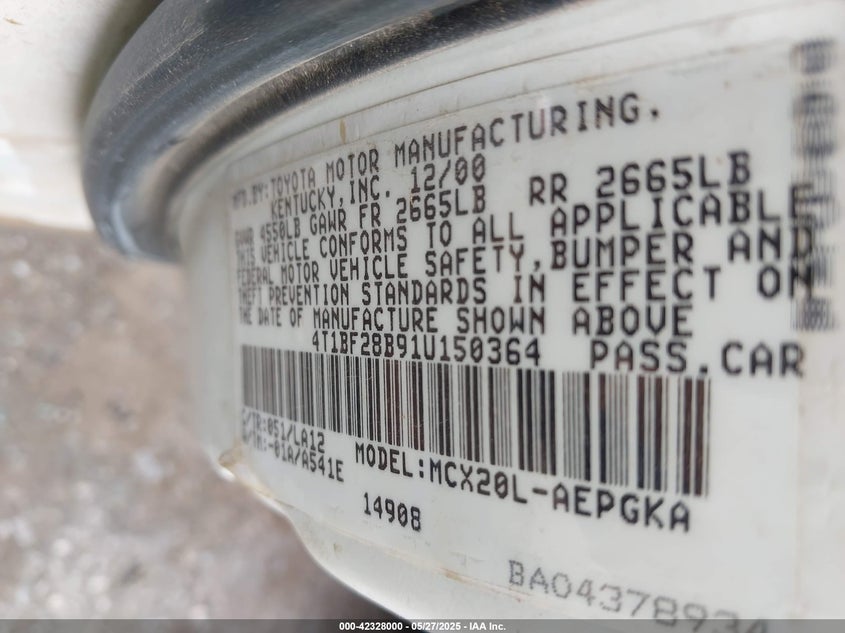 MFD.BY:TOYOTA MOTOR MANUFACTURING.
KENTUCKY,INC. 12/00
GVWR 4550LB GAWR FR 2665LB RR 2665LB
THIS VEHICLE CONFORMS TO ALL APPLICABLE
FEDERAL MOTOR VEHICLE SAFETY,BUMPER AND
THEFT PREVENTION STANDARDS IN EFFECT ON
THE DATE OF MANUFACTURE SHOWN ABOVE
4T1BF28B91U150364 PASS.CAR
C/TR:051/LA12
A/TM:-01A/A541E
MODEL:MCX20L-AEPGKA
14908
BA04378934
000-42328000 - 05/27/2025 - IAA Inc.